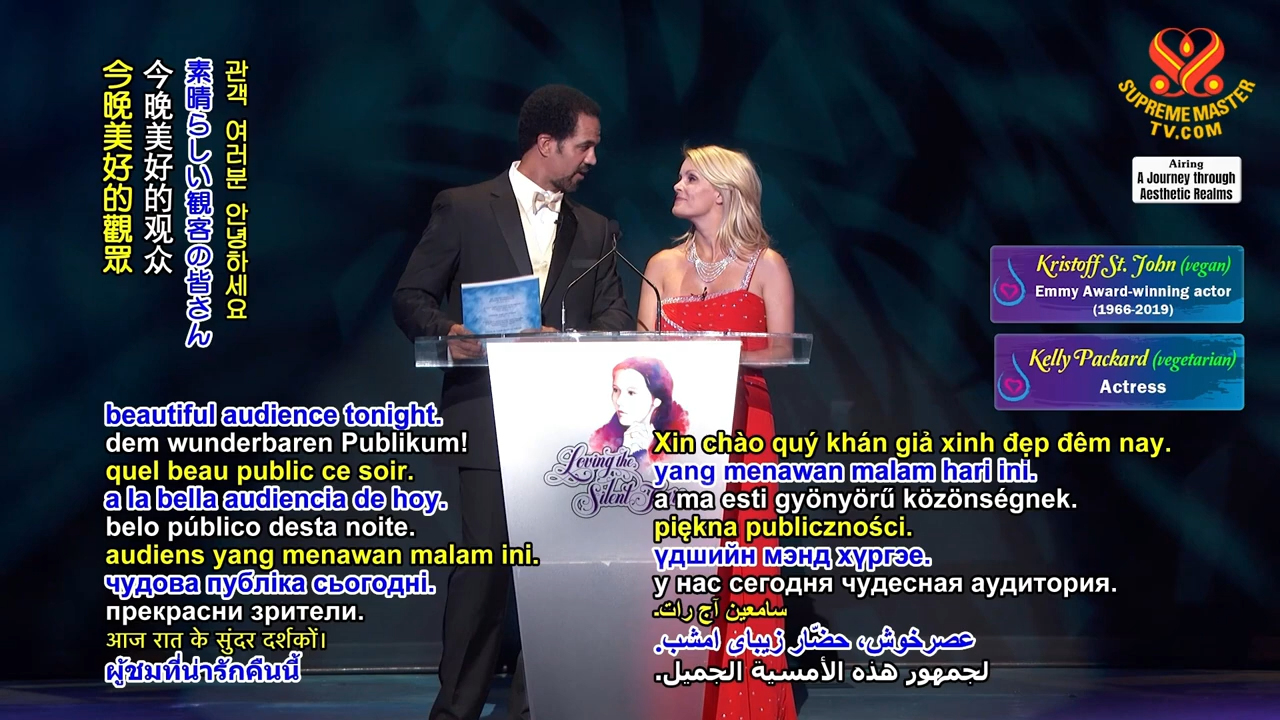 今晚美好的觀眾
今晚美好的观众
素晴らしい観客の皆さん
관객 여러분 안녕하세요
SUPREME MASTER
TV.COM
Airing
A Journey through
Aesthetic Realms
Kristoff St. John (vegan)
Emmy Award-winning actor
(1966-2019)
Kelly Packard (vegetarian)
Actress
Loving the
Silent
beautiful audience tonight.
dem wunderbaren Publikum!
quel beau public ce soir.
a la bella audiencia de hoy.
belo público desta noite.
audiens yang menawan malam ini.
чудова публіка сьогодні.
прекрасни зрители.
आज रात के सुंदर दर्शकों।
ผู้ชมที่น่ารักคืนนี้
Xin chào quý khán giả xinh đẹp đêm nay.
yang menawan malam hari ini.
a ma esti gyönyörű közönségnek.
piękna publiczności.
үдшийн мэнд хүргэе.
у нас сегодня чудесная аудитория.
سامعین آج رات.
عصرخوش، حضّار زیبای امشب.
لجمهور هذه الأمسية الجميل.